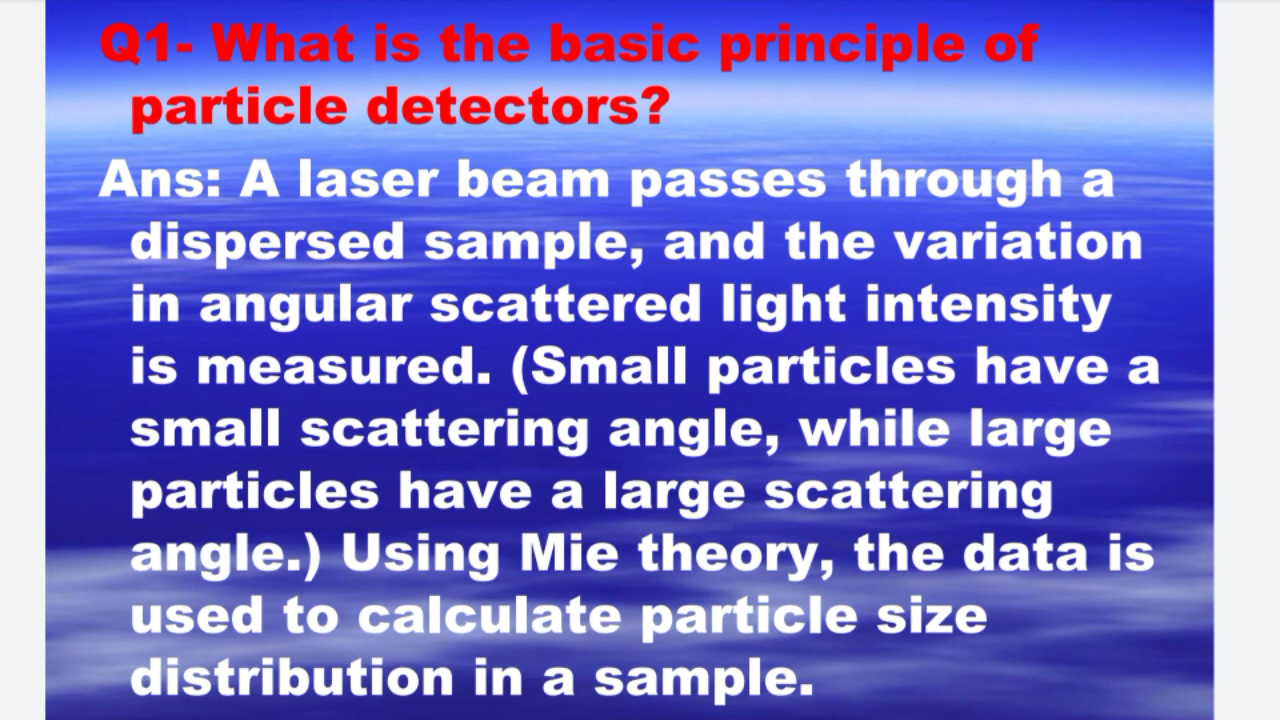 Q1- What is the basic principle of
particle detectors?
Ans: A laser beam passes through a
dispersed sample, and the variation
in angular scattered light intensity
is measured. (Small particles have a
small scattering angle, while large
particles have a large scattering
angle.) Using Mie theory, the data is
used to calculate particle size
distribution in a sample.